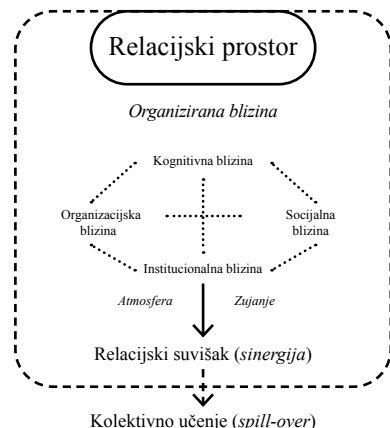 Relacijski prostor
Organizirana blizina
Kognitivna blizina
Organizacijska
blizina
Socijalna
blizina
Institucionalna blizina
Atmosfera
Zujanje
Relacijski suvišak (sinergija)
Kolektivno učenje (spill-over)